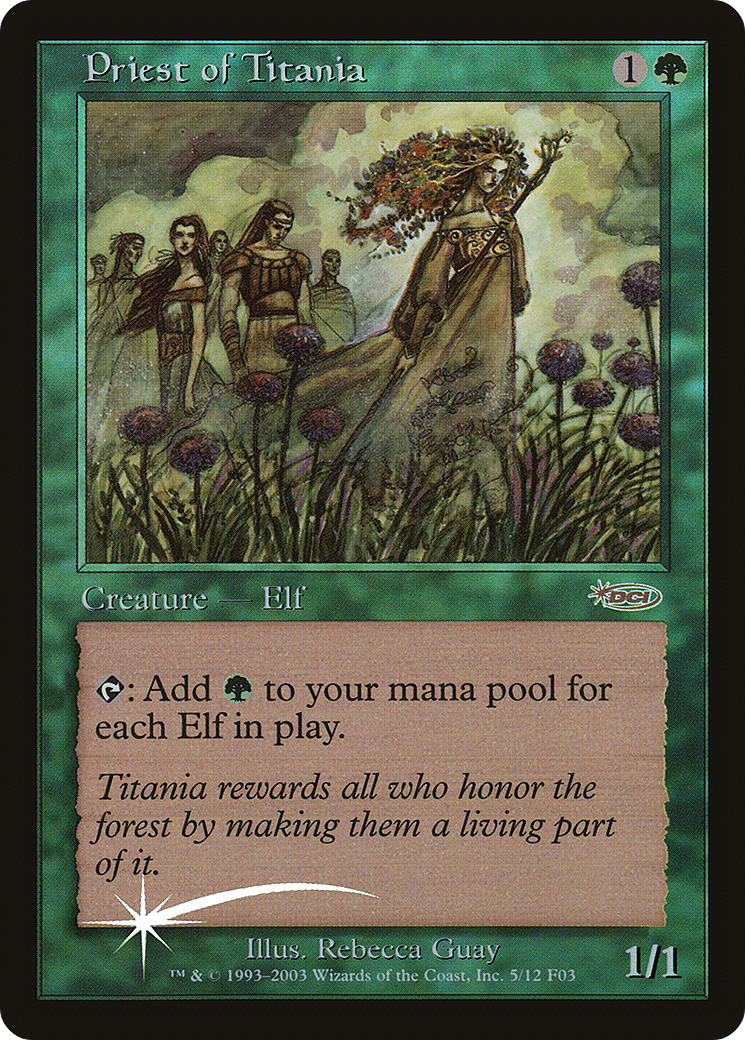 Priest of Titania 1
Creature — Elf
DCI
: Add to your mana pool for
each Elf in play.
Titania rewards all who honor the
forest by making them a living part
of it.
Illus. Rebecca Guay
™ & © 1993–2003 Wizards of the Coast, Inc. 5/12 F03
1/1